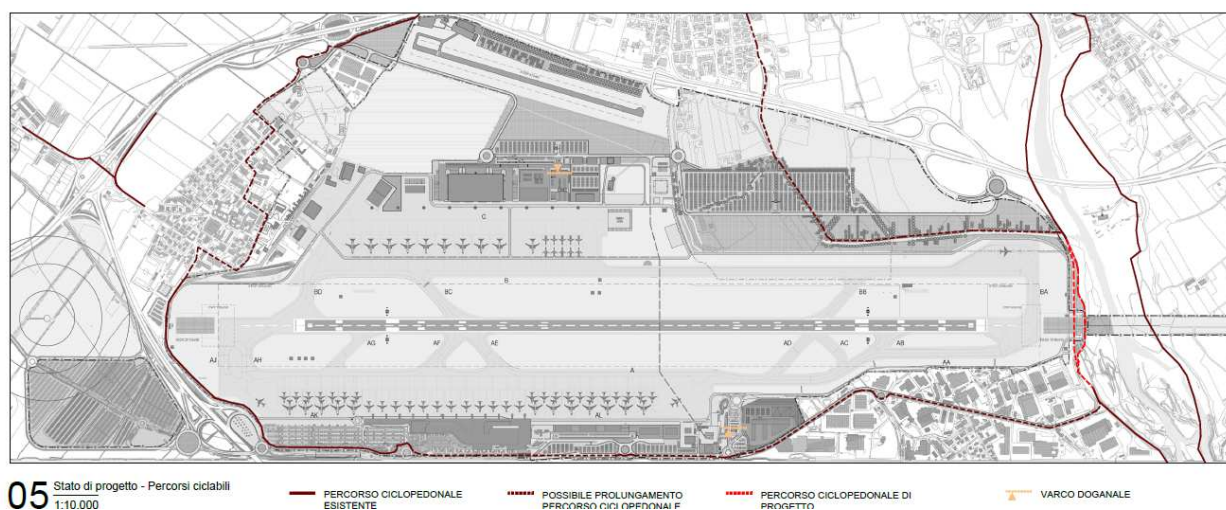 C
B
BD
BC
BB
BA
AG
AF
AE
AD
AC
AB
AJ
AH
A
AA
AK
AL
05 Stato di progetto - Percorsi ciclabili
1:10.000
PERCORSO CICLOPEDONALE
ESISTENTE
POSSIBILE PROLUNGAMENTO
PERCORSO CICLOPEDONALE
PERCORSO CICLOPEDONALE DI
PROGETTO
VARCO DOGANALE